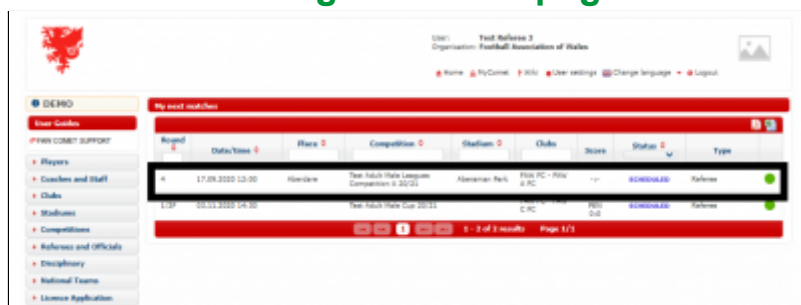 User: Test Referee 3
Organisation: Football Association of Wales
Home MyComet Wiki User settings Change language Logout
DEMO
User Guides
FAW COMET SUPPORT
Players
Coaches and Staff
Clubs
Stadiums
Competitions
Referees and Officials
Disciplinary
National Teams
Licence Application
My next matches
Round Date/Time Place Competition Stadium Clubs Score Status Type
4 17.09.2020 12:00 Aberdare Test Adult Male Leagues Abercwmon Park FAW FC - FAW -:- SCHEDULED Referee
Competition A 20/21 A FC
1/2F 03.11.2020 14:30 Test Adult Male Cup 20/21 SCHEDULED Referee
C FC
1 1 - 2 of 2 results Page 1/1